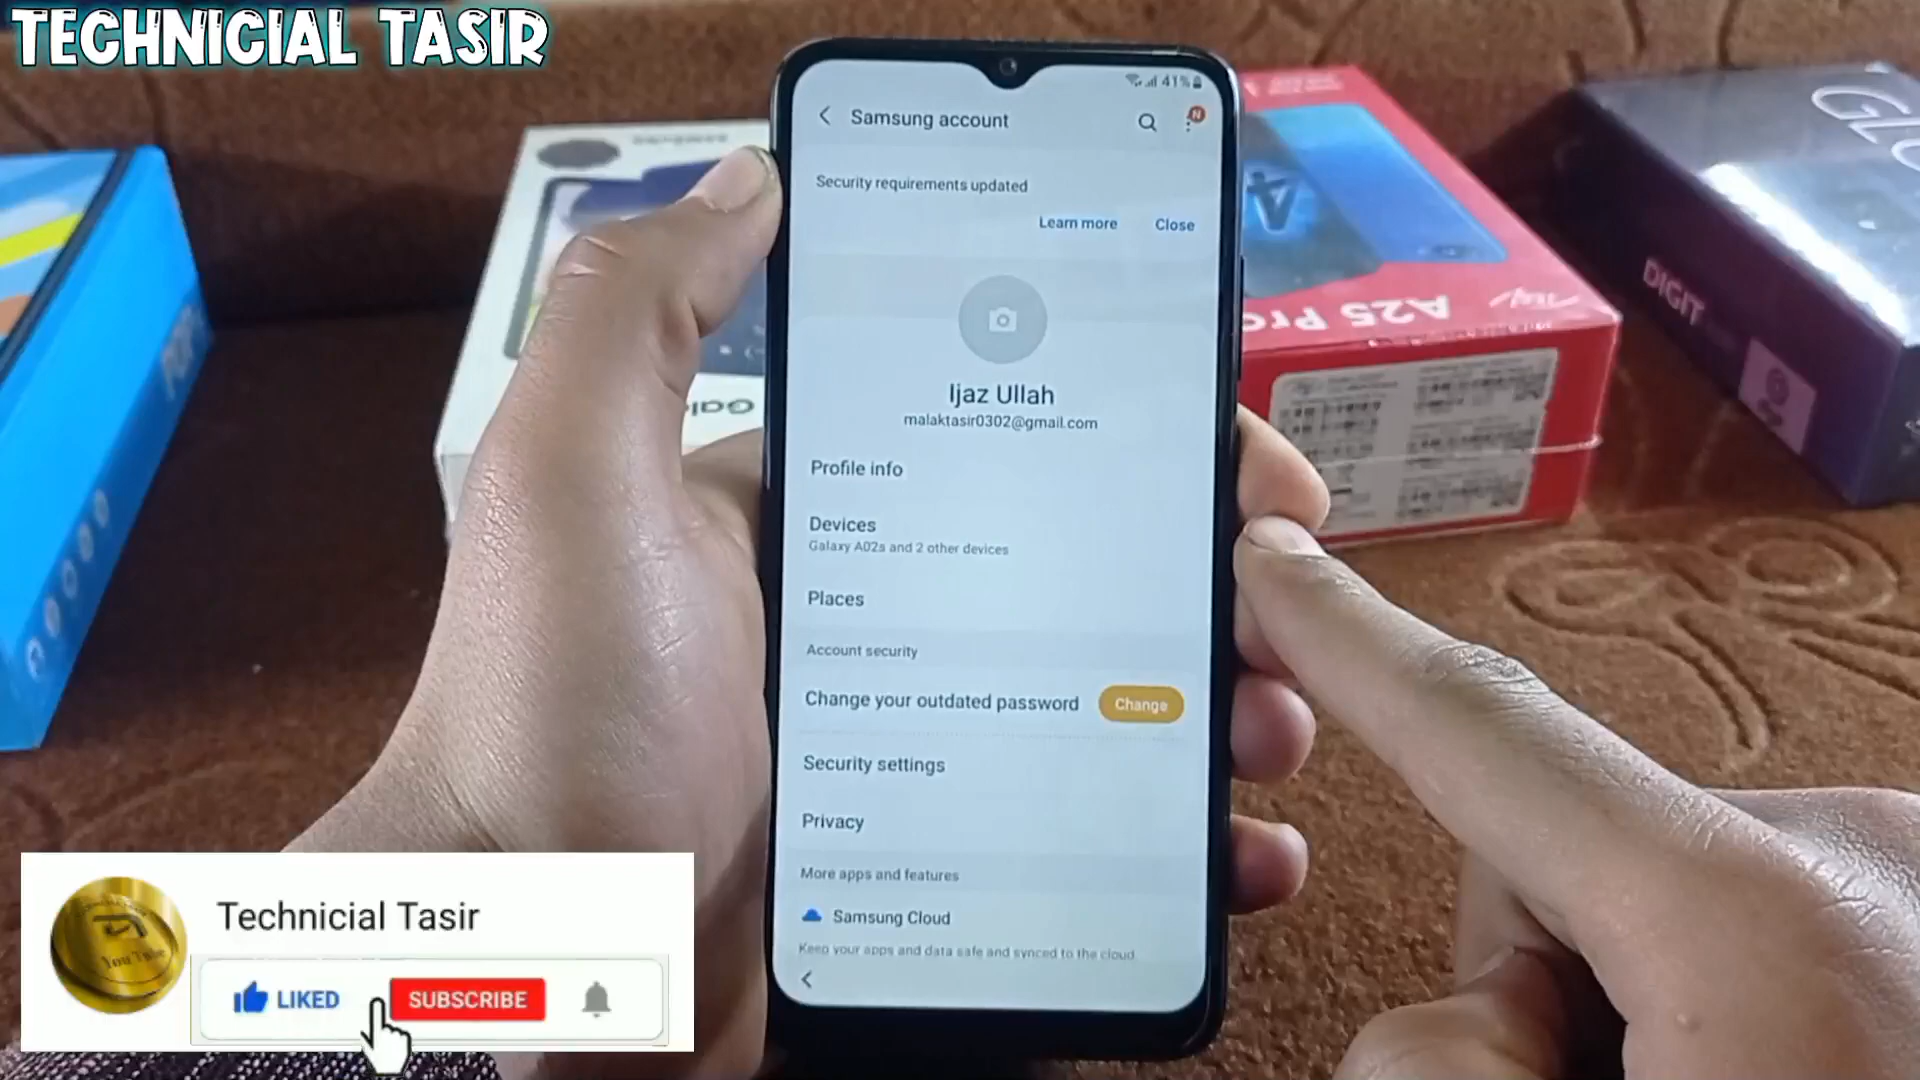 TECHNICIAL TASIR
41%
Samsung account
N
Security requirements updated
Learn more
Close
Ijaz Ullah
malaktasir0302@gmail.com
Profile info
Devices
Galaxy A02s and 2 other devices
Places
Account security
Change your outdated password
Change
Security settings
Privacy
More apps and features
Samsung Cloud
Keep your apps and data safe and synced to the cloud.
A25 Pro
DIGIT
Technicial Tasir
You Tube
LIKED
SUBSCRIBE